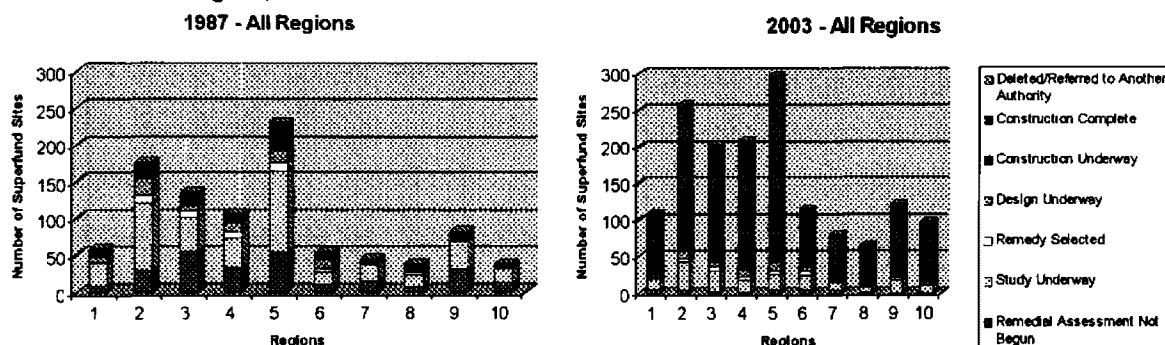 1987 - All Regions
2003 - All Regions
Number of Superfund Sites
300
250
200
150
100
50
0
1 2 3 4 5 6 7 8 9 10
Regions
Number of Superfund Sites
300
250
200
150
100
50
0
1 2 3 4 5 6 7 8 9 10
Regions
Deleted/Referred to Another
Authority
Construction Complete
Construction Underway
Design Underway
Remedy Selected
Study Underway
Remedial Assessment Not
Begun